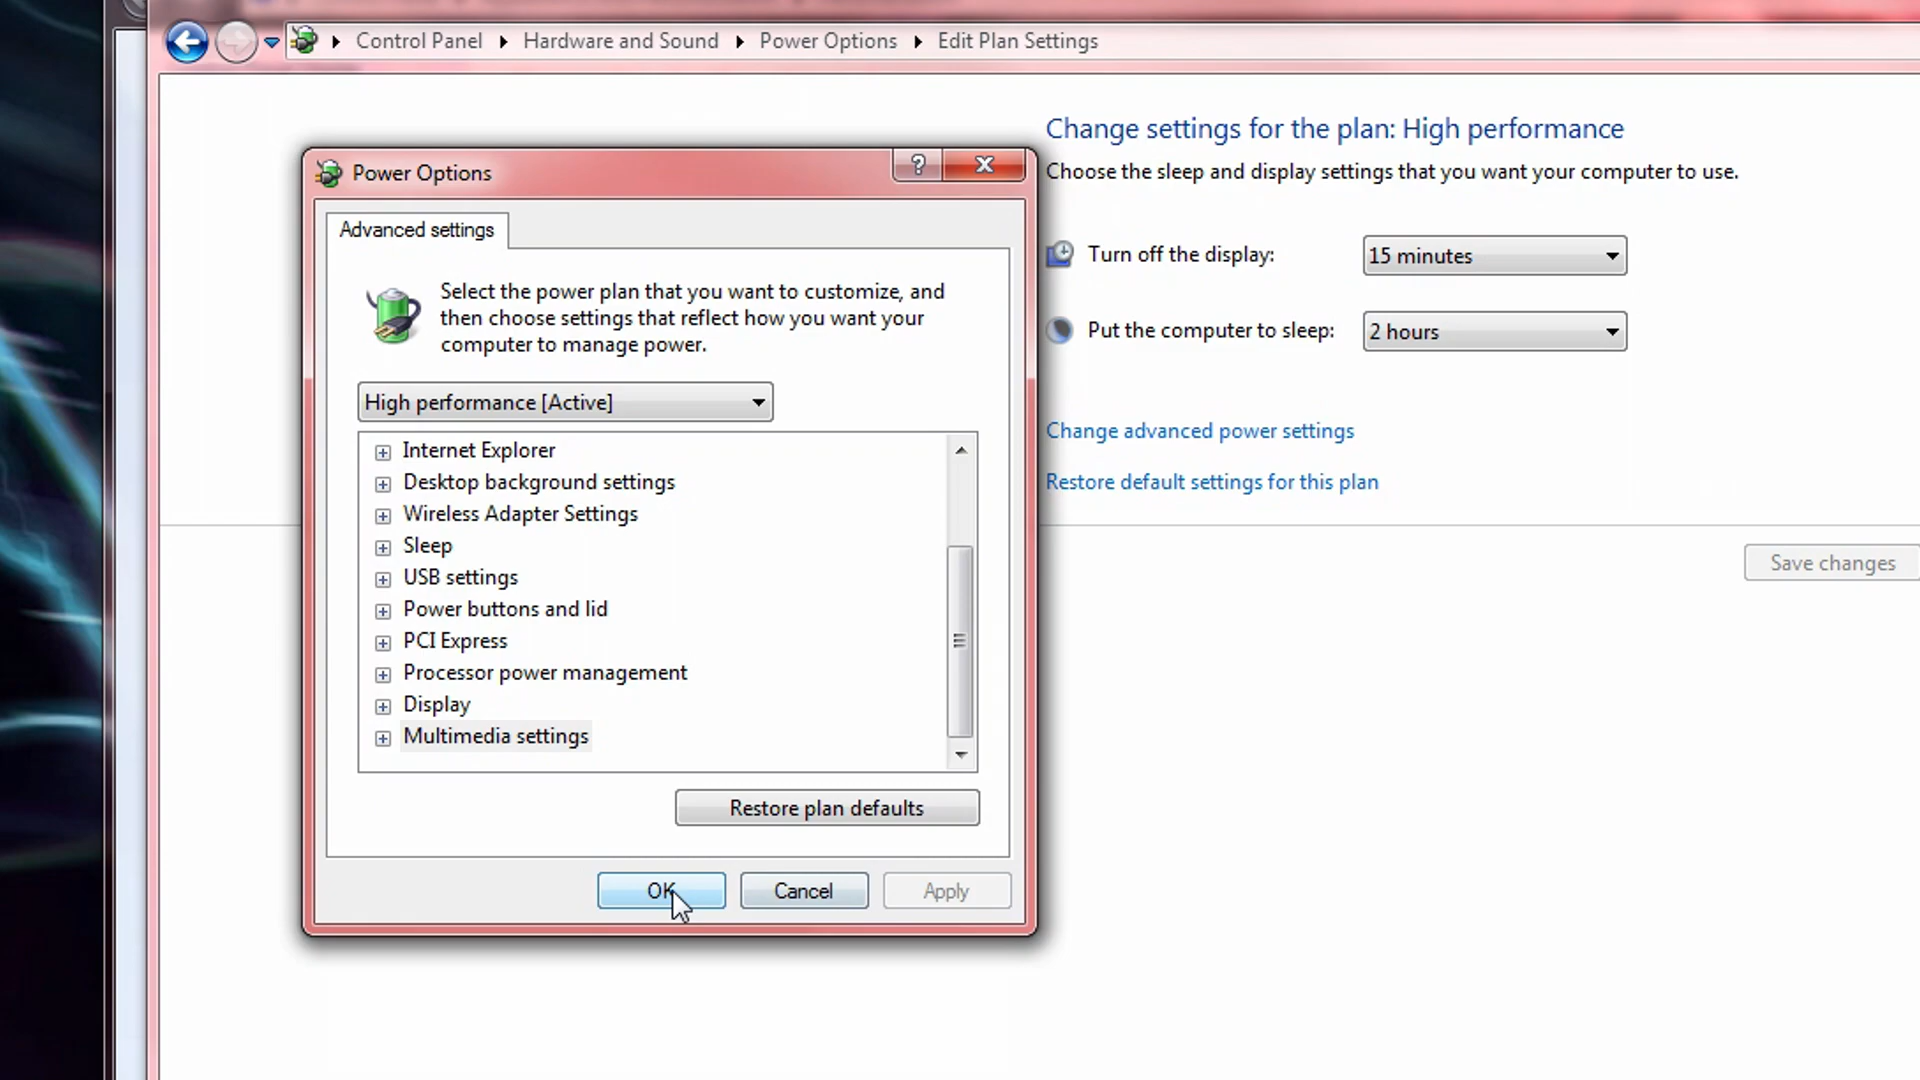 Control Panel Hardware and Sound Power Options Edit Plan Settings
Change settings for the plan: High performance
Choose the sleep and display settings that you want your computer to use.
Turn off the display: 15 minutes
Put the computer to sleep: 2 hours
Change advanced power settings
Restore default settings for this plan
Save changes
Power Options
?
Advanced settings
Select the power plan that you want to customize, and
then choose settings that reflect how you want your
computer to manage power.
High performance [Active]
Internet Explorer
Desktop background settings
Wireless Adapter Settings
Sleep
USB settings
Power buttons and lid
PCI Express
Processor power management
Display
Multimedia settings
Restore plan defaults
OK Cancel Apply